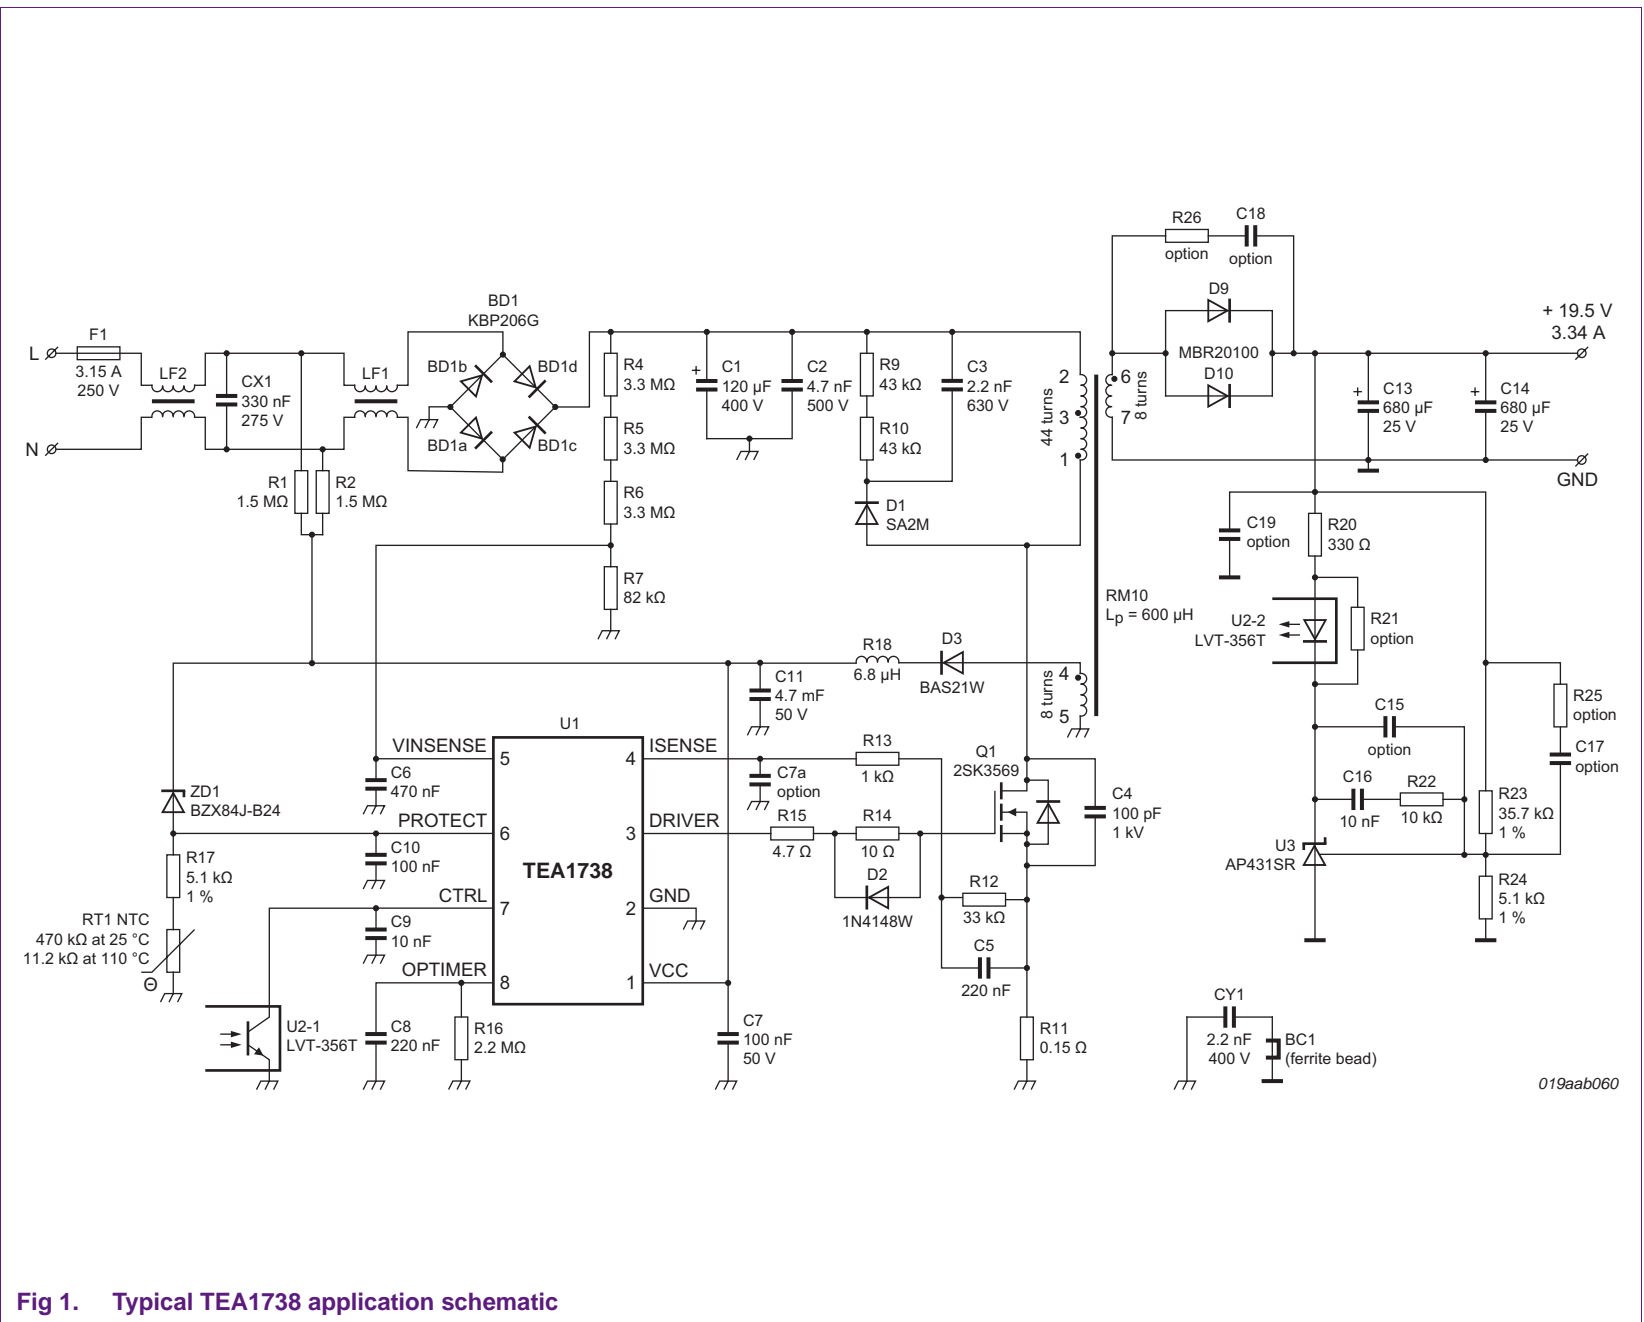 R26
C18
option
option
D9
MBR20100
D10
+ 19.5 V
3.34 A
GND
BD1
KBP206G
BD1b
BD1d
BD1a
BD1c
F1
L
3.15 A
250 V
N
LF2
CX1
330 nF
275 V
LF1
R1
1.5 MΩ
R2
1.5 MΩ
R4
3.3 MΩ
R5
3.3 MΩ
R6
3.3 MΩ
R7
82 kΩ
+
C1
120 μF
400 V
C2
4.7 nF
500 V
R9
43 kΩ
R10
43 kΩ
C3
2.2 nF
630 V
D1
SA2M
2
3
1
44 turns
6
7
8 turns
+
C13
680 μF
25 V
+
C14
680 μF
25 V
C19
option
R20
330 Ω
RM10
Lp = 600 μH
U2-2
LVT-356T
R21
option
R18
6.8 μH
D3
BAS21W
4
5
8 turns
C11
4.7 mF
50 V
R25
option
C17
option
C15
option
C16
10 nF
R22
10 kΩ
R23
35.7 kΩ
1 %
U3
AP431SR
R24
5.1 kΩ
1 %
U1
VINSENSE
5
4
ISENSE
C6
470 nF
PROTECT
6
3
DRIVER
C10
100 nF
TEA1738
CTRL
7
2
GND
C9
10 nF
OPTIMER
8
1
VCC
ZD1
BZX84J-B24
R17
5.1 kΩ
1 %
RT1 NTC
470 kΩ at 25 °C
11.2 kΩ at 110 °C
Θ
U2-1
LVT-356T
C8
220 nF
R16
2.2 MΩ
C7
100 nF
50 V
C7a
option
R13
1 kΩ
R15
4.7 Ω
R14
10 Ω
D2
1N4148W
Q1
2SK3569
C4
100 pF
1 kV
R12
33 kΩ
C5
220 nF
R11
0.15 Ω
CY1
2.2 nF
400 V
BC1
(ferrite bead)
019aab060
Fig 1. Typical TEA1738 application schematic